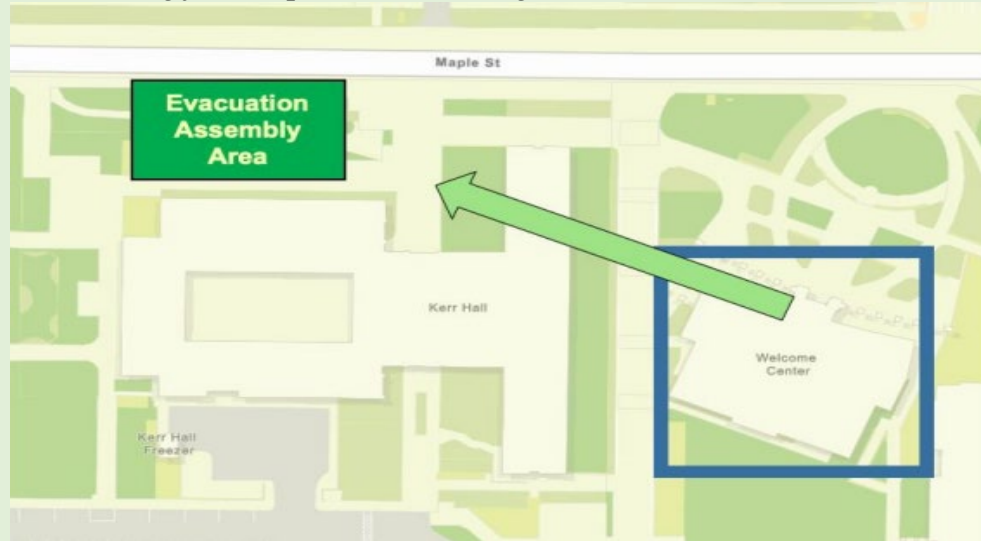 Maple St
Evacuation
Assembly
Area
Kerr Hall
Welcome
Center
Kerr Hall
Freezer